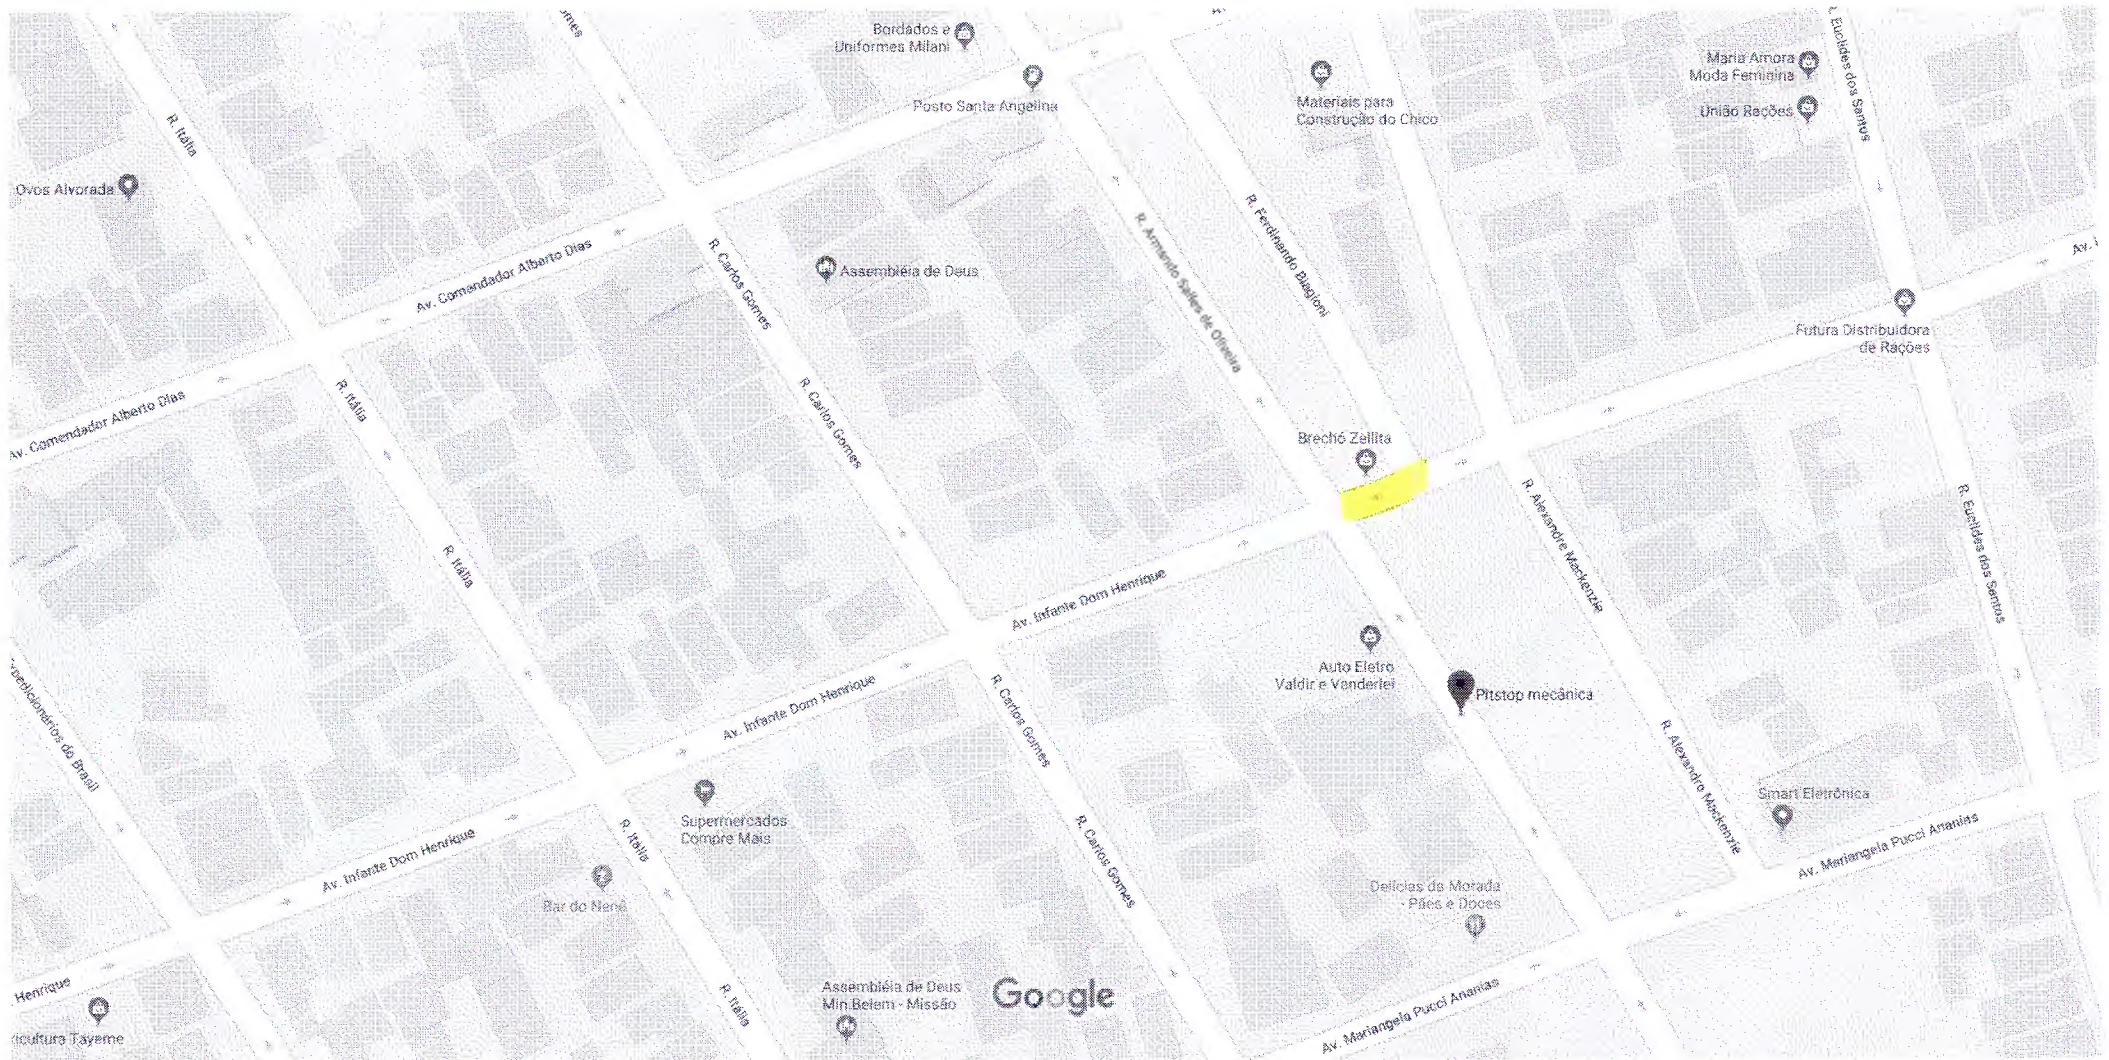 Bordados e
Uniformes Milani
Posto Santa Angelina
Materiais para
Construção do Chico
Maria Amora
Moda Feminina
União Rações
R. Euclides dos Santos
R. Itália
Ovos Alvorada
Av. Comendador Alberto Dias
R. Carlos Gomes
Assembléia de Deus
R. Armando Salles de Oliveira
R. Ferdinando Biagioni
Futura Distribuidora
de Rações
Av. Comendador Alberto Dias
R. Itália
R. Carlos Gomes
Brechó Zellita
R. Alexandre Mackenzie
R. Euclides dos Santos
R. Itália
Av. Infante Dom Henrique
Auto Eletro
Valdir e Vanderlei
Pitstop mecânica
Av. Infante Dom Henrique
R. Carlos Gomes
R. Alexandre Mackenzie
Smart Eletrônica
Supermercados
Compre Mais
R. Itália
Av. Infante Dom Henrique
R. Carlos Gomes
Av. Mariangela Pucci Ananias
Bar do Nenê
Delícias da Morada
- Pães e Doces
Henrique
Assembléia de Deus
Min.Belem - Missão
Google
R. Itália
Av. Mariangela Pucci Ananias
icultura Tayeme